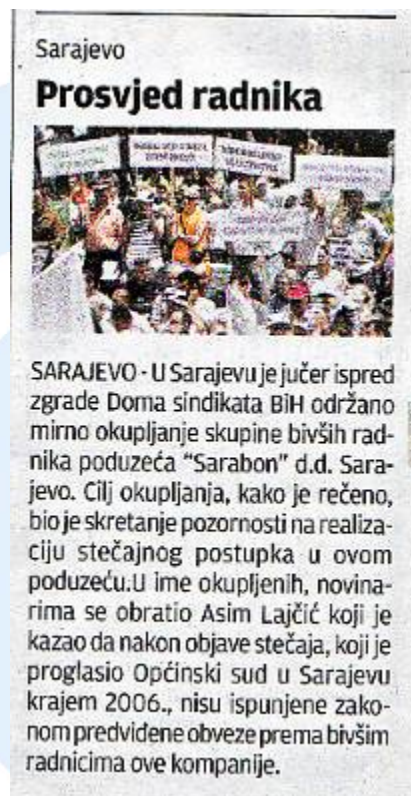 Sarajevo
Prosvjed radnika
SARAJEVO - U Sarajevu je jučer ispred
zgrade Doma sindikata BiH održano
mirno okupljanje skupine bivših rad-
nika poduzeća "Sarabon" d.d. Sara-
jevo. Cilj okupljanja, kako je rečeno,
bio je skretanje pozornosti na realiza-
ciju stečajnog postupka u ovom
poduzeću.U ime okupljenih, novina-
rima se obratio Asim Lajčić koji je
kazao da nakon objave stečaja, koji je
proglasio Općinski sud u Sarajevu
krajem 2006., nisu ispunjene zako-
nom predviđene obveze prema bivšim
radnicima ove kompanije.